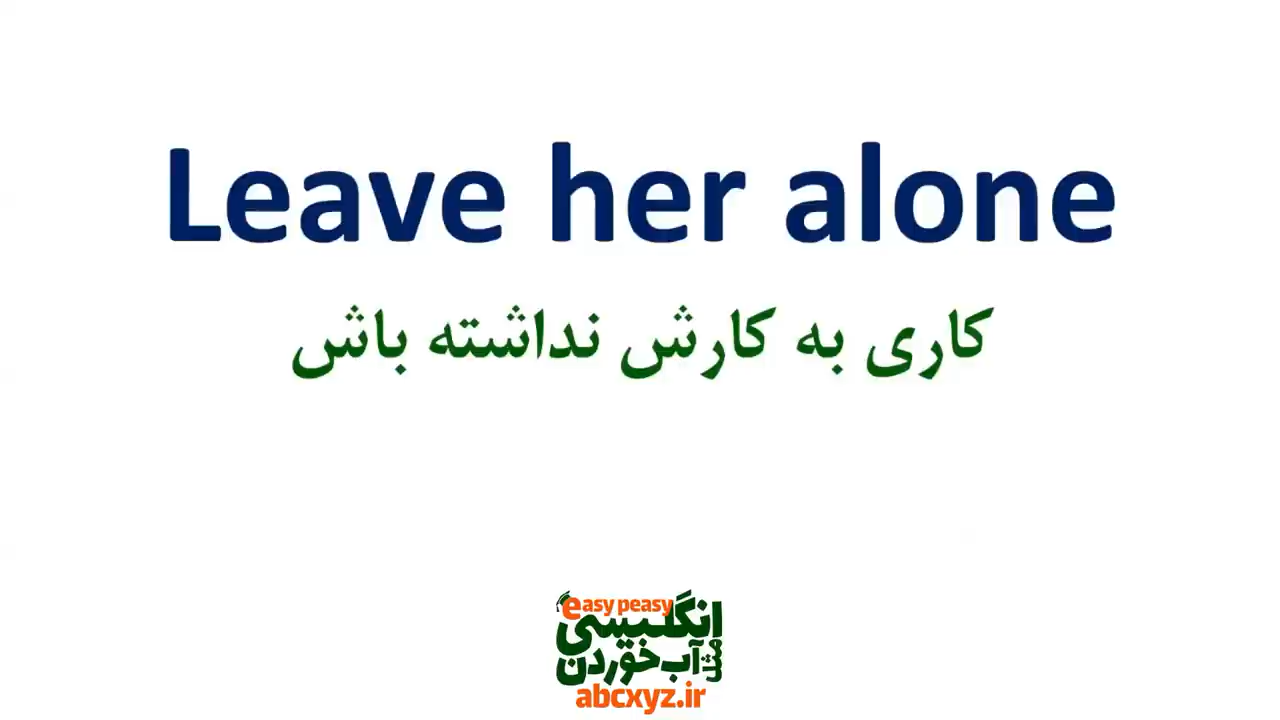 Leave her alone
کاری به کارش نداشته باش
easy peasy
انگلیسی
مثل آب خوردن
abcxyz.ir